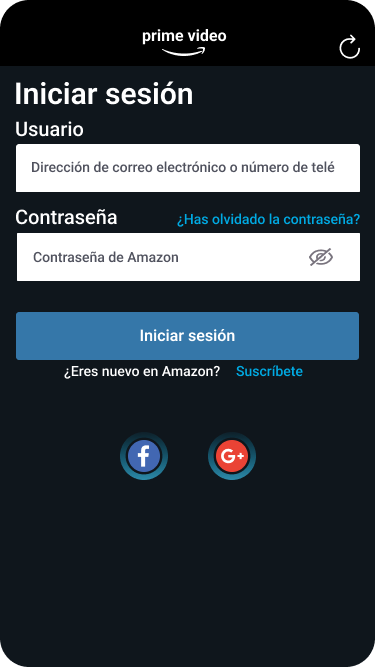 prime video
Iniciar sesión
Usuario
Dirección de correo electrónico o número de telé
Contraseña ¿Has olvidado la contraseña?
Contraseña de Amazon
Iniciar sesión
¿Eres nuevo en Amazon? Suscríbete
f G+